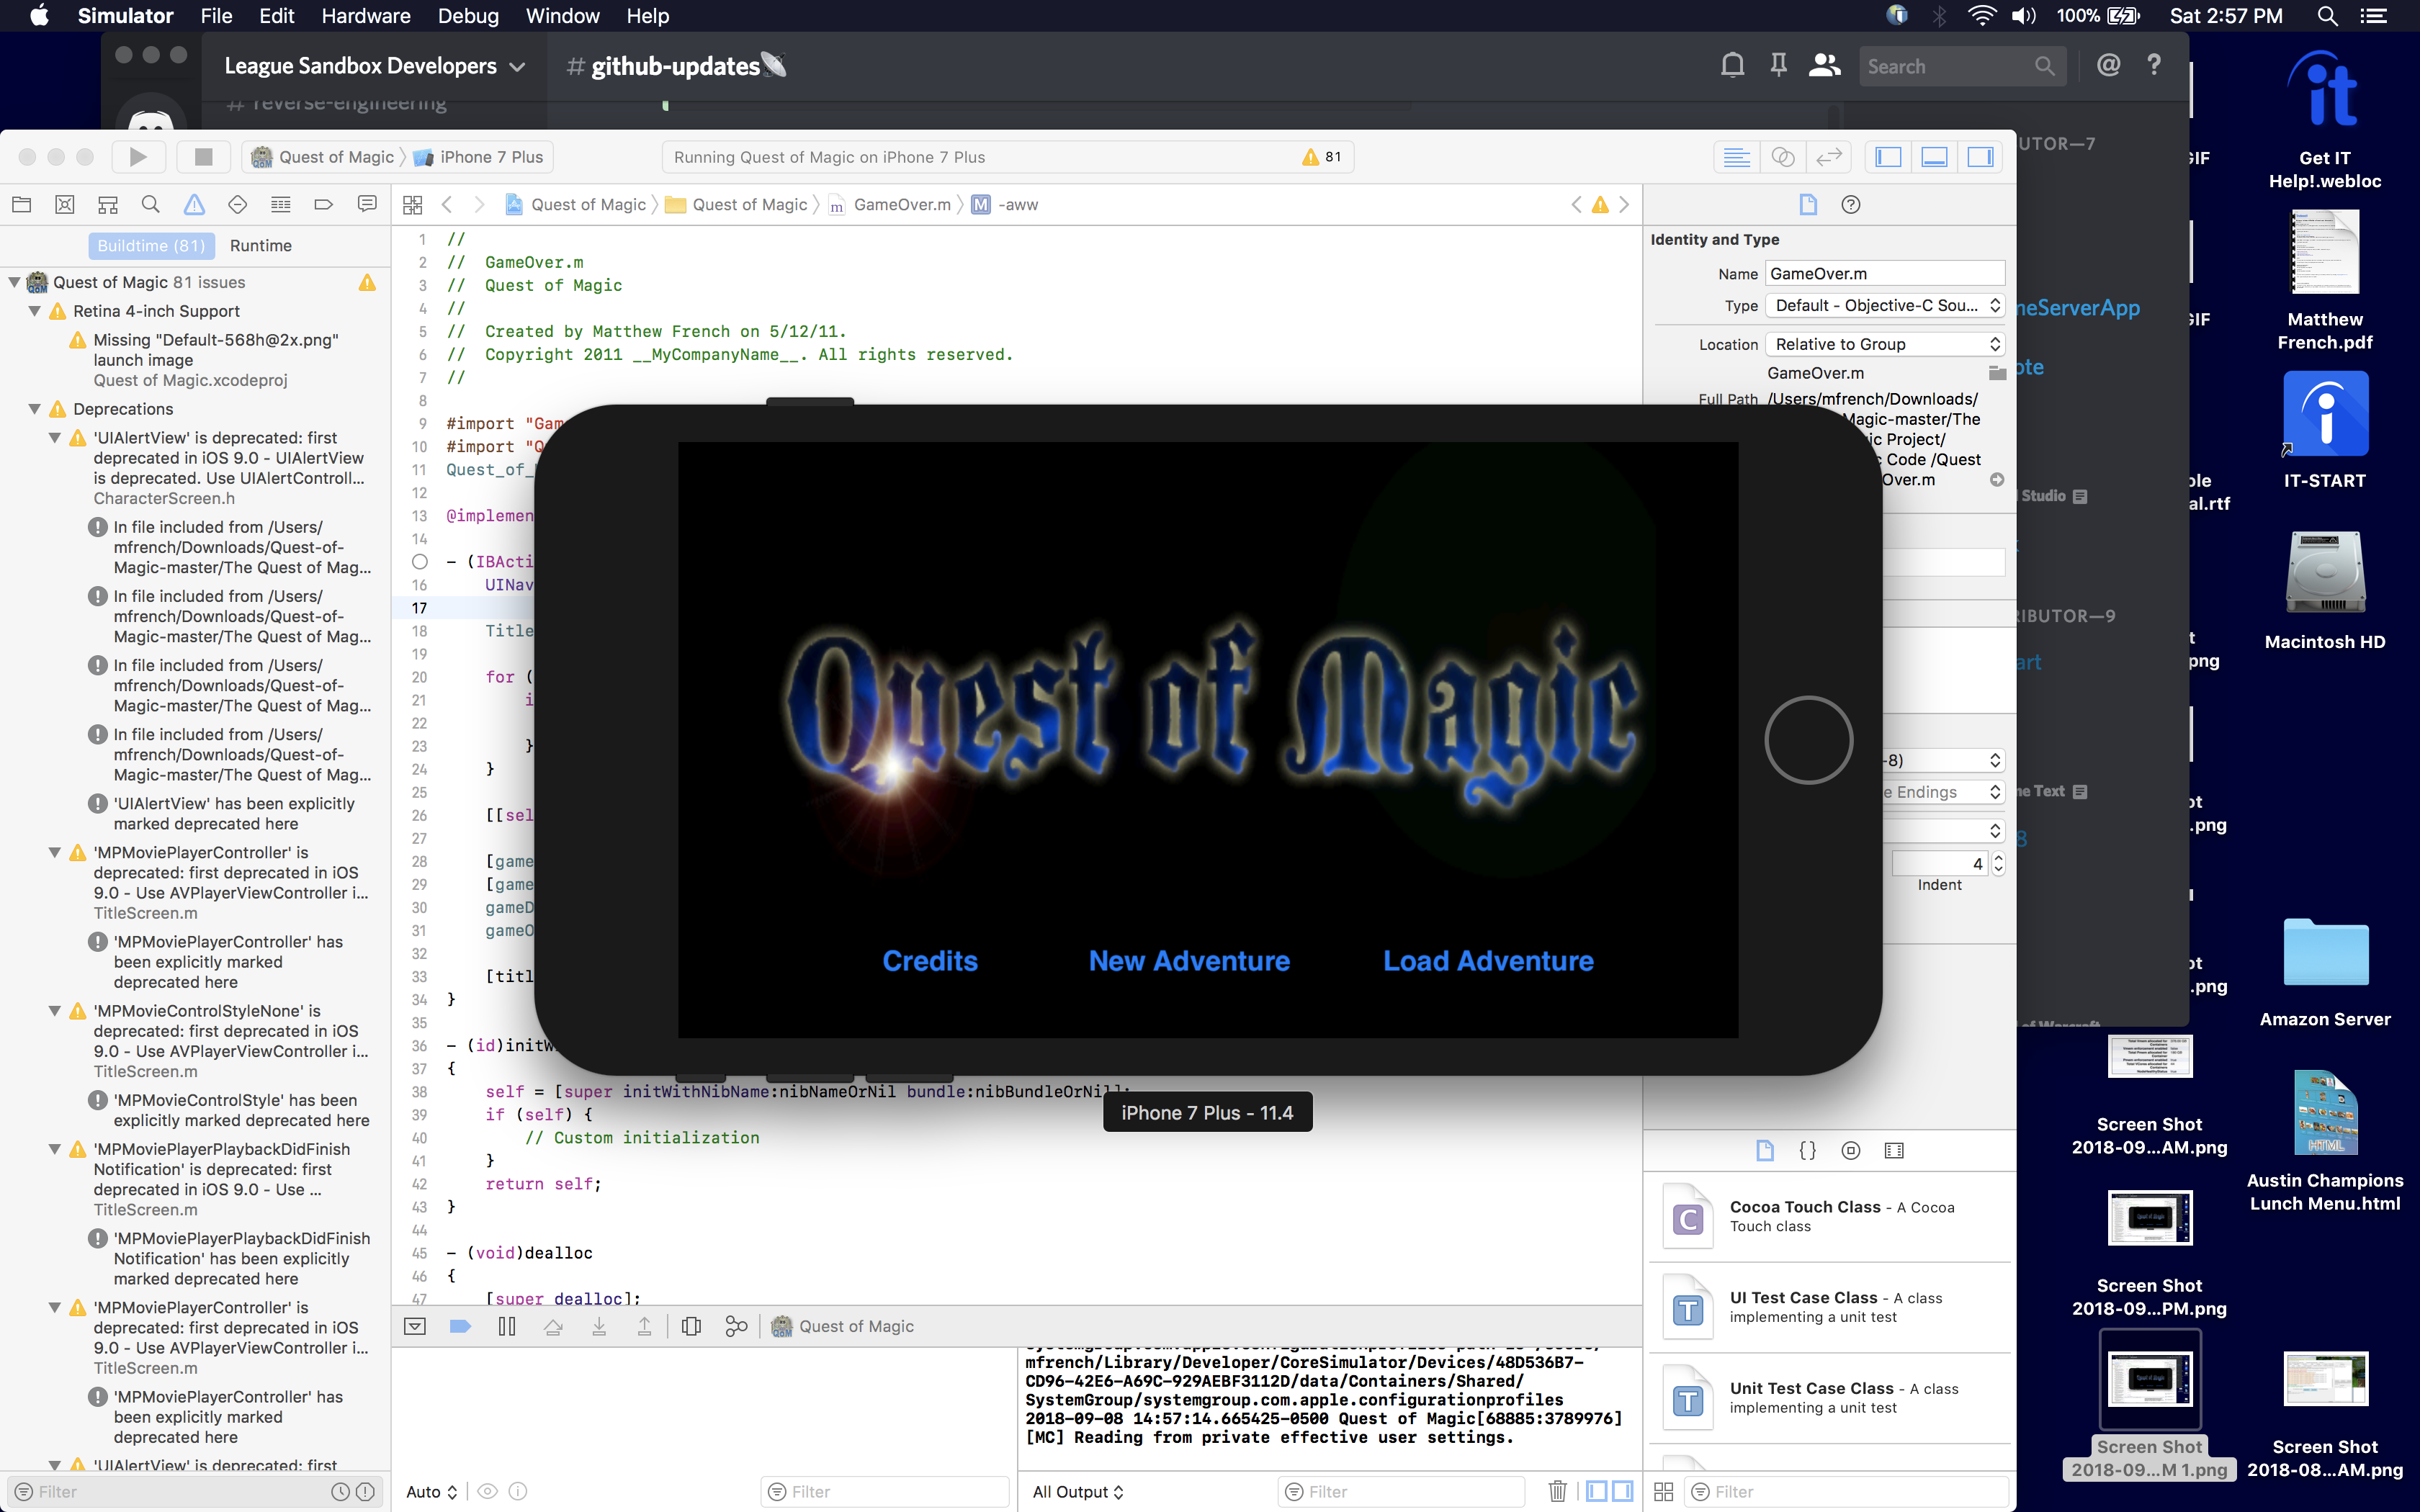 Simulator File Edit Hardware Debug Window Help
100% Sat 2:57 PM
League Sandbox Developers
# github-updates
Search
@ ?
# reverse-engineering
Quest of Magic iPhone 7 Plus
Running Quest of Magic on iPhone 7 Plus
81
Quest of Magic Quest of Magic m GameOver.m M -aww
Buildtime (81) Runtime
Quest of Magic 81 issues
Retina 4-inch Support
Missing "Default-568h@2x.png"
launch image
Quest of Magic.xcodeproj
Deprecations
'UIAlertView' is deprecated: first
deprecated in iOS 9.0 - UIAlertView
is deprecated. Use UIAlertControll...
CharacterScreen.h
In file included from /Users/
mfrench/Downloads/Quest-of-
Magic-master/The Quest of Mag...
In file included from /Users/
mfrench/Downloads/Quest-of-
Magic-master/The Quest of Mag...
In file included from /Users/
mfrench/Downloads/Quest-of-
Magic-master/The Quest of Mag...
In file included from /Users/
mfrench/Downloads/Quest-of-
Magic-master/The Quest of Mag...
'UIAlertView' has been explicitly
marked deprecated here
'MPMoviePlayerController' is
deprecated: first deprecated in iOS
9.0 - Use AVPlayerViewController i...
TitleScreen.m
'MPMoviePlayerController' has
been explicitly marked
deprecated here
'MPMovieControlStyleNone' is
deprecated: first deprecated in iOS
9.0 - Use AVPlayerViewController i...
TitleScreen.m
'MPMovieControlStyle' has been
explicitly marked deprecated here
'MPMoviePlayerPlaybackDidFinish
Notification' is deprecated: first
deprecated in iOS 9.0 - Use ...
TitleScreen.m
'MPMoviePlayerPlaybackDidFinish
Notification' has been explicitly
marked deprecated here
'MPMoviePlayerController' is
deprecated: first deprecated in iOS
9.0 - Use AVPlayerViewController i...
TitleScreen.m
'MPMoviePlayerController' has
been explicitly marked
deprecated here
'UIAlertView' is deprecated: first
Filter
1 //
2 // GameOver.m
3 // Quest of Magic
4 //
5 // Created by Matthew French on 5/12/11.
6 // Copyright 2011 __MyCompanyName__. All rights reserved.
7 //
8
9 #import "Gam
10 #import "Q
11 Quest_of_
12
13 @implemen
14
- (IBActi
16 UINav
17
18 Title
19
20 for (
21 i
22
23 }
24 }
25
26 [[sel
27
28 [game
29 [game
30 gameD
31 gameO
32
33 [titl
34 }
35
36 - (id)initW
37 {
38 self = [super initWithNibName:nibNameOrNil bundle:nibBundleOrNil];
39 if (self) {
40 // Custom initialization
41 }
42 return self;
43 }
44
45 - (void)dealloc
46 {
47 [super dealloc];
Quest of Magic
Credits New Adventure Load Adventure
iPhone 7 Plus - 11.4
Quest of Magic
mfrench/Library/Developer/CoreSimulator/Devices/48D536B7-
CD96-42E6-A69C-929AEBF3112D/data/Containers/Shared/
SystemGroup/systemgroup.com.apple.configurationprofiles
2018-09-08 14:57:14.665425-0500 Quest of Magic[68885:3789976]
[MC] Reading from private effective user settings.
Auto
Filter
All Output
Filter
Identity and Type
Name GameOver.m
Type Default - Objective-C Sou...
Location Relative to Group
GameOver.m
Full Path /Users/mfrench/Downloads/
Magic-master/The
ic Project/
c Code /Quest
Over.m
-8)
e Endings
4
Indent
C Cocoa Touch Class - A Cocoa
Touch class
T UI Test Case Class - A class
implementing a unit test
T Unit Test Case Class - A class
implementing a unit test
Filter
UTOR—7
meServerApp
ote
Studio
RIBUTOR—9
art
ne Text
8
of Warcraft
GIF
GIF
ple
al.rtf
t
png
ot
.png
ot
.png
Screen Shot
2018-09...AM.png
Screen Shot
2018-09...PM.png
Screen Shot
2018-09...M 1.png
it
Get IT
Help!.webloc
Matthew
French.pdf
IT-START
Macintosh HD
Amazon Server
HTML
Austin Champions
Lunch Menu.html
Screen Shot
2018-08...AM.png